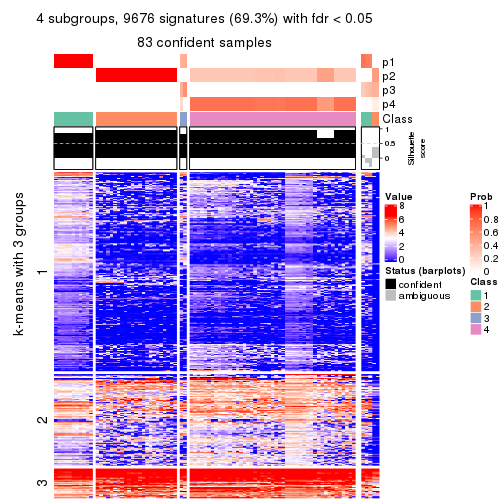 4 subgroups, 9676 signatures (69.3%) with fdr < 0.05
83 confident samples
p1
p2
p3
p4
Class
1
0.5
0
Silhouette
score
k-means with 3 groups
1
2
3
Value
8
6
4
2
0
Prob
1
0.8
0.6
0.4
0.2
0
Status (barplots)
confident
ambiguous
Class
1
2
3
4